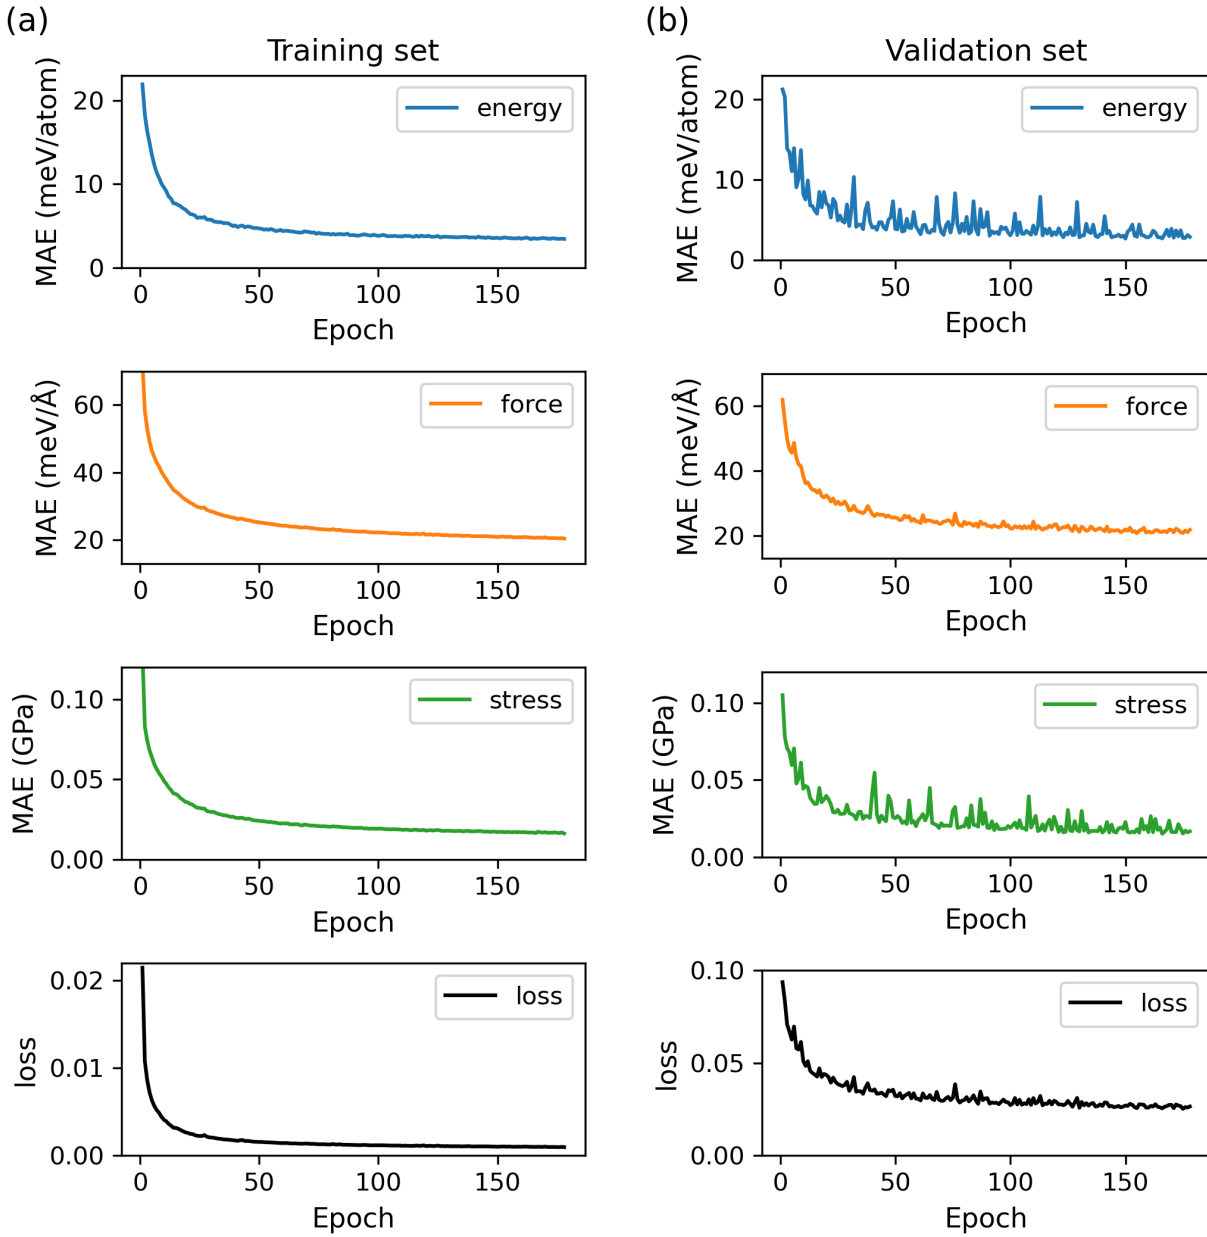 (a)
Training set
MAE (meV/atom)
20
10
0
energy
0 50 100 150
Epoch
MAE (meV/Å)
60
40
20
force
0 50 100 150
Epoch
MAE (GPa)
0.10
0.05
0.00
stress
0 50 100 150
Epoch
loss
0.02
0.01
0.00
loss
0 50 100 150
Epoch
(b)
Validation set
MAE (meV/atom)
20
10
0
energy
0 50 100 150
Epoch
MAE (meV/Å)
60
40
20
force
0 50 100 150
Epoch
MAE (GPa)
0.10
0.05
0.00
stress
0 50 100 150
Epoch
loss
0.10
0.05
0.00
loss
0 50 100 150
Epoch